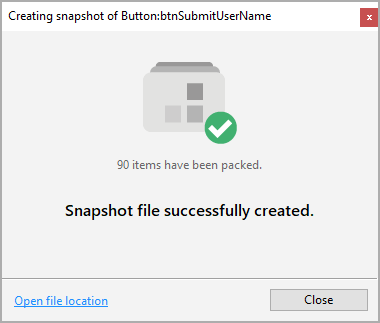 Creating snapshot of Button:btnSubmitUserName
x
90 items have been packed.
Snapshot file successfully created.
Open file location
Close